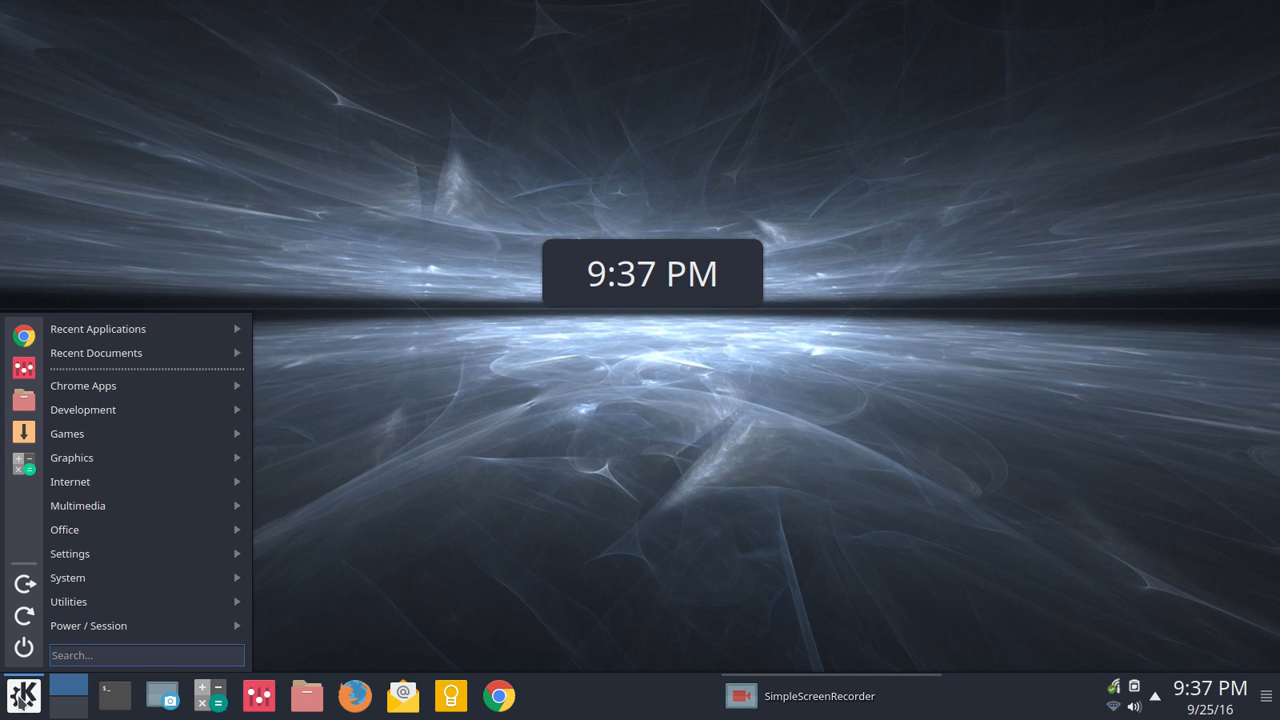 9:37 PM
Recent Applications
Recent Documents
Chrome Apps
Development
Games
Graphics
Internet
Multimedia
Office
Settings
System
Utilities
Power / Session
Search...
SimpleScreenRecorder
9:37 PM
9/25/16